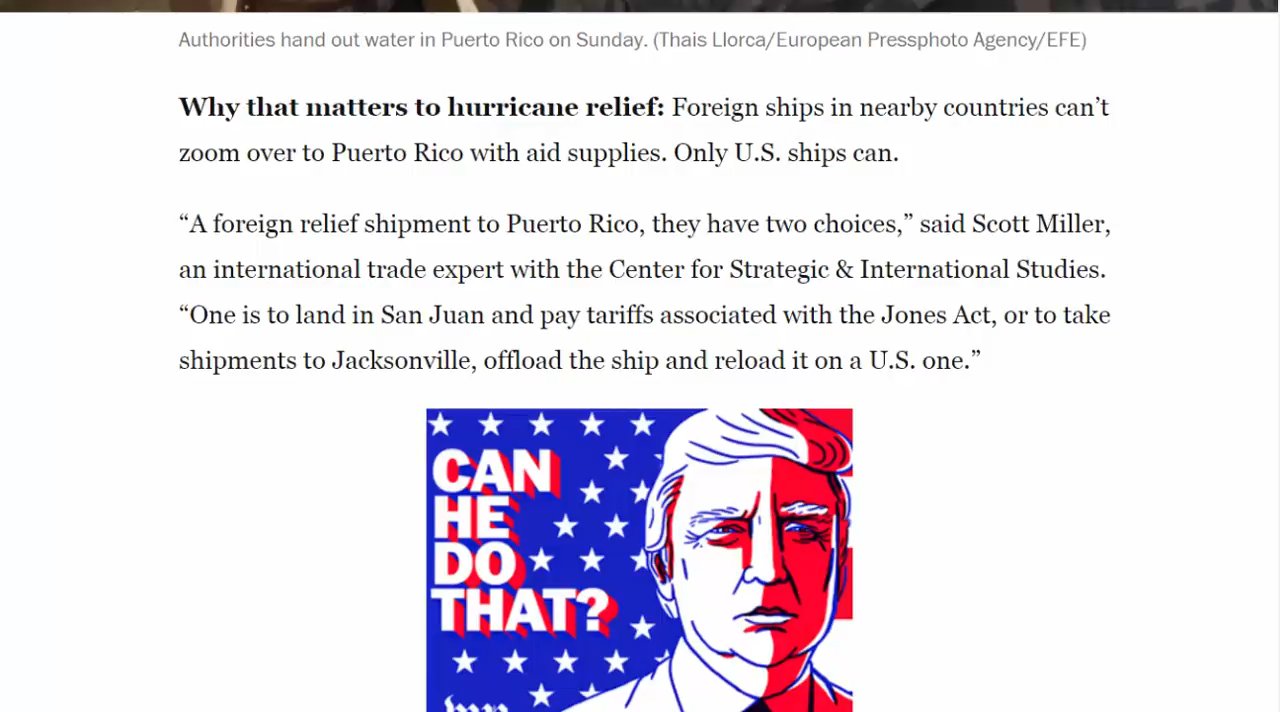 Authorities hand out water in Puerto Rico on Sunday. (Thais Llorca/European Pressphoto Agency/EFE)
Why that matters to hurricane relief: Foreign ships in nearby countries can’t
zoom over to Puerto Rico with aid supplies. Only U.S. ships can.
“A foreign relief shipment to Puerto Rico, they have two choices,” said Scott Miller,
an international trade expert with the Center for Strategic & International Studies.
“One is to land in San Juan and pay tariffs associated with the Jones Act, or to take
shipments to Jacksonville, offload the ship and reload it on a U.S. one.”
CAN
HE
DO
THAT?